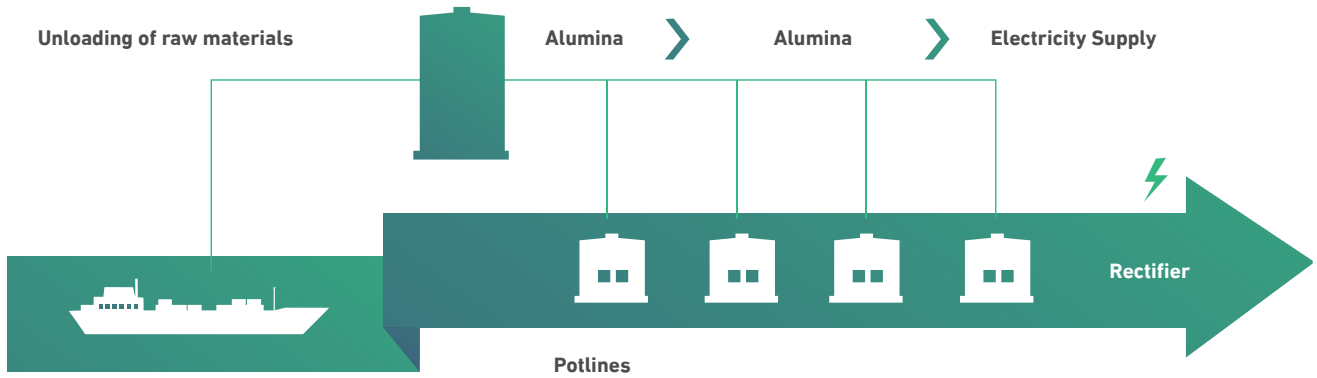 Unloading of raw materials
Alumina
Alumina
Electricity Supply
Rectifier
Potlines